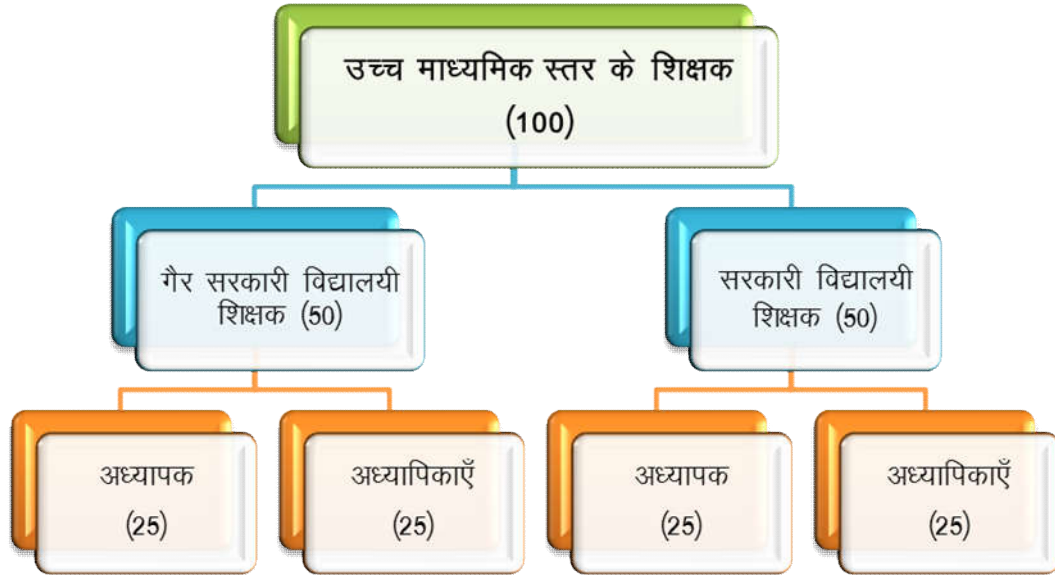 उच्च माध्यमिक स्तर के शिक्षक
(100)
गैर सरकारी विद्यालयी
शिक्षक (50)
सरकारी विद्यालयी
शिक्षक (50)
अध्यापक
(25)
अध्यापिकाएँ
(25)
अध्यापक
(25)
अध्यापिकाएँ
(25)